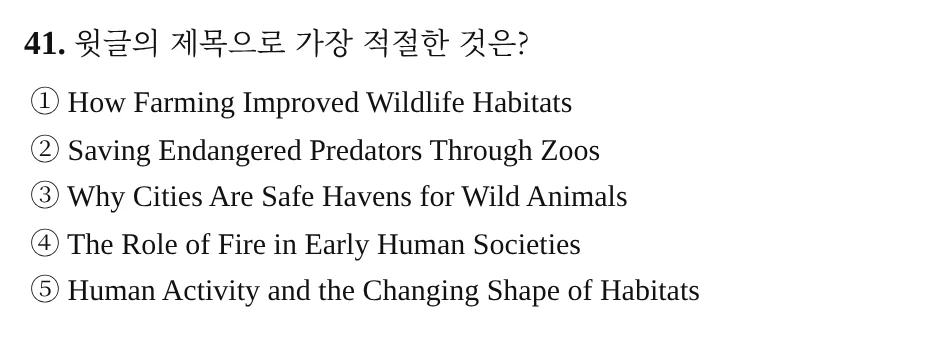 41. 윗글의 제목으로 가장 적절한 것은?
① How Farming Improved Wildlife Habitats
② Saving Endangered Predators Through Zoos
③ Why Cities Are Safe Havens for Wild Animals
④ The Role of Fire in Early Human Societies
⑤ Human Activity and the Changing Shape of Habitats